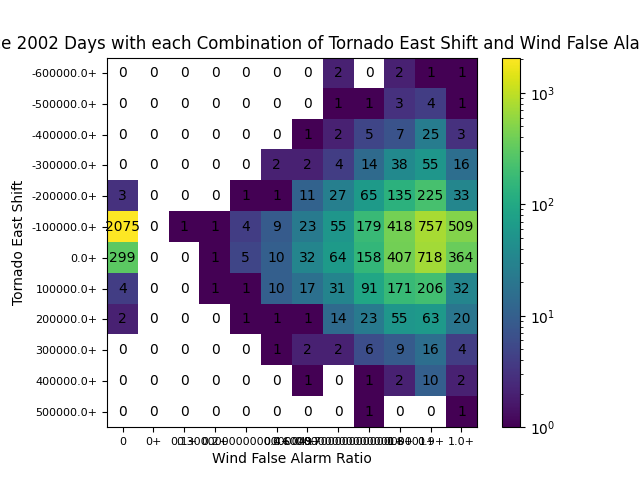 e 2002 Days with each Combination of Tornado East Shift and Wind False Ala
-600000.0+ 0 0 0 0 0 0 0 2 0 2 1 1
-500000.0+ 0 0 0 0 0 0 0 1 1 3 4 1
-400000.0+ 0 0 0 0 0 0 1 2 5 7 25 3
-300000.0+ 0 0 0 0 0 2 2 4 14 38 55 16
-200000.0+ 3 0 0 0 1 1 11 27 65 135 225 33
-100000.0+ 2075 0 1 1 4 9 23 55 179 418 757 509
0.0+ 299 0 0 1 5 10 32 64 158 407 718 364
100000.0+ 4 0 0 1 1 10 17 31 91 171 206 32
200000.0+ 2 0 0 0 1 1 1 14 23 55 63 20
300000.0+ 0 0 0 0 0 1 2 2 6 9 16 4
400000.0+ 0 0 0 0 0 0 1 0 1 2 10 2
500000.0+ 0 0 0 0 0 0 0 0 1 0 0 1
0 0+ 1.0+
Wind False Alarm Ratio
Tornado East Shift
10³
10²
10¹
10⁰